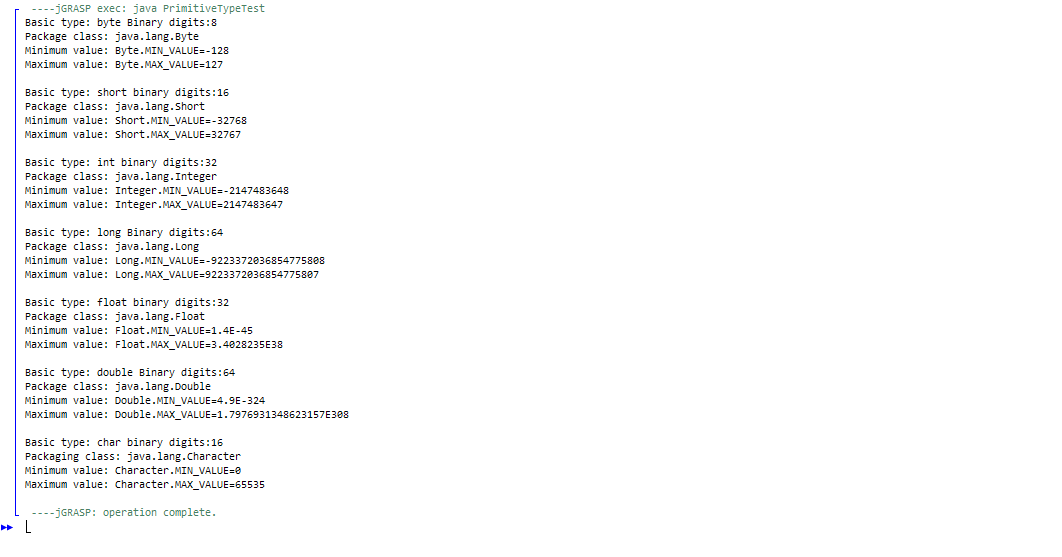 ----jGRASP exec: java PrimitiveTypeTest
Basic type: byte Binary digits:8
Package class: java.lang.Byte
Minimum value: Byte.MIN_VALUE=-128
Maximum value: Byte.MAX_VALUE=127

Basic type: short binary digits:16
Package class: java.lang.Short
Minimum value: Short.MIN_VALUE=-32768
Maximum value: Short.MAX_VALUE=32767

Basic type: int binary digits:32
Package class: java.lang.Integer
Minimum value: Integer.MIN_VALUE=-2147483648
Maximum value: Integer.MAX_VALUE=2147483647

Basic type: long Binary digits:64
Package class: java.lang.Long
Minimum value: Long.MIN_VALUE=-9223372036854775808
Maximum value: Long.MAX_VALUE=9223372036854775807

Basic type: float binary digits:32
Package class: java.lang.Float
Minimum value: Float.MIN_VALUE=1.4E-45
Maximum value: Float.MAX_VALUE=3.4028235E38

Basic type: double Binary digits:64
Package class: java.lang.Double
Minimum value: Double.MIN_VALUE=4.9E-324
Maximum value: Double.MAX_VALUE=1.7976931348623157E308

Basic type: char binary digits:16
Packaging class: java.lang.Character
Minimum value: Character.MIN_VALUE=0
Maximum value: Character.MAX_VALUE=65535

----jGRASP: operation complete.